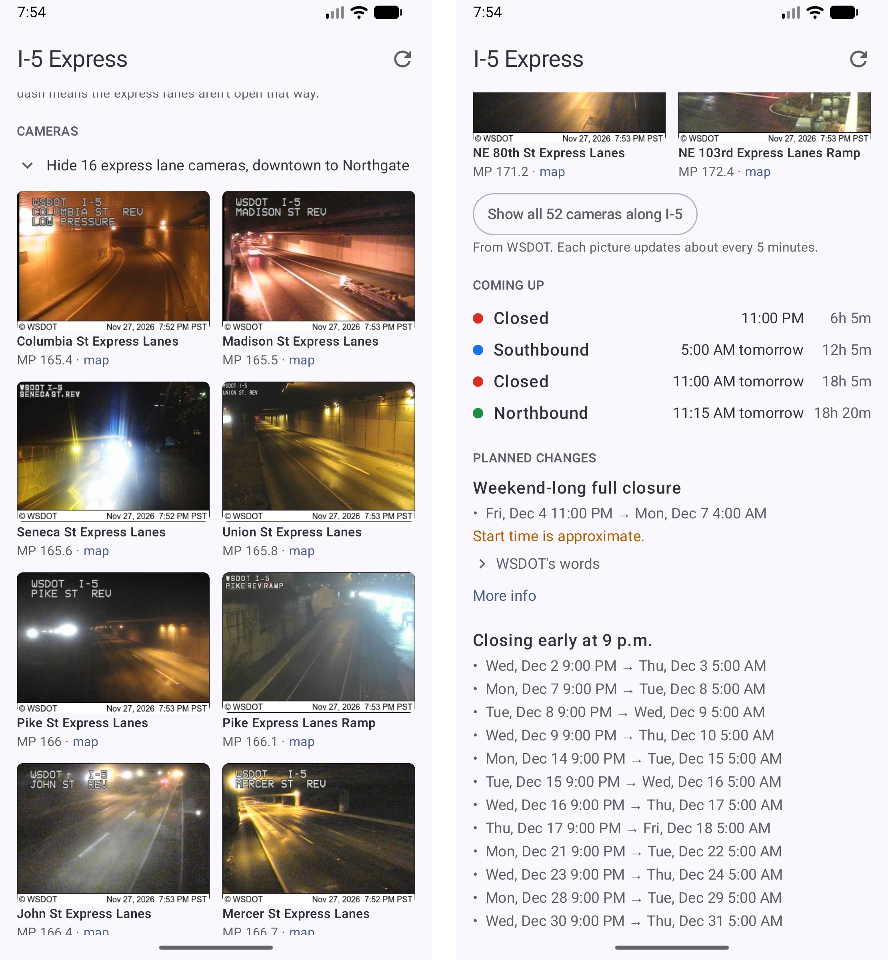 7:54
I-5 Express
dash means the express lanes aren't open that way.
CAMERAS
Hide 16 express lane cameras, downtown to Northgate
WSDOT I-5
COLUMBIA ST REV
LOW PRESSURE
© WSDOT Nov 27, 2026 7:52 PM PST
Columbia St Express Lanes
MP 165.4 · map
WSDOT I-5
MADISON ST REV
© WSDOT Nov 27, 2026 7:53 PM PST
Madison St Express Lanes
MP 165.5 · map
WSDOT I-5
SENECA ST. REV
© WSDOT Nov 27, 2026 7:52 PM PST
Seneca St Express Lanes
MP 165.6 · map
WSDOT I-5
UNION ST. REV
© WSDOT Nov 27, 2026 7:53 PM PST
Union St Express Lanes
MP 165.8 · map
WSDOT I-5
PIKE ST REV
© WSDOT Nov 27, 2026 7:53 PM PST
Pike St Express Lanes
MP 166 · map
WSDOT I-5
PIKE REV RAMP
© WSDOT Nov 27, 2026 7:53 PM PST
Pike Express Lanes Ramp
MP 166.1 · map
WSDOT I-5
JOHN ST REV
© WSDOT Nov 27, 2026 7:53 PM PST
John St Express Lanes
MP 166.4 · map
WSDOT I-5
MERCER ST REV
© WSDOT Nov 27, 2026 7:52 PM PST
Mercer St Express Lanes
MP 166.7 · map
7:54
I-5 Express
© WSDOT Nov 27, 2026 7:53 PM PST
NE 80th St Express Lanes
MP 171.2 · map
© WSDOT Nov 27, 2026 7:53 PM PST
NE 103rd Express Lanes Ramp
MP 172.4 · map
Show all 52 cameras along I-5
From WSDOT. Each picture updates about every 5 minutes.
COMING UP
Closed 11:00 PM 6h 5m
Southbound 5:00 AM tomorrow 12h 5m
Closed 11:00 AM tomorrow 18h 5m
Northbound 11:15 AM tomorrow 18h 20m
PLANNED CHANGES
Weekend-long full closure
• Fri, Dec 4 11:00 PM → Mon, Dec 7 4:00 AM
Start time is approximate.
WSDOT's words
More info
Closing early at 9 p.m.
• Wed, Dec 2 9:00 PM → Thu, Dec 3 5:00 AM
• Mon, Dec 7 9:00 PM → Tue, Dec 8 5:00 AM
• Tue, Dec 8 9:00 PM → Wed, Dec 9 5:00 AM
• Wed, Dec 9 9:00 PM → Thu, Dec 10 5:00 AM
• Mon, Dec 14 9:00 PM → Tue, Dec 15 5:00 AM
• Tue, Dec 15 9:00 PM → Wed, Dec 16 5:00 AM
• Wed, Dec 16 9:00 PM → Thu, Dec 17 5:00 AM
• Thu, Dec 17 9:00 PM → Fri, Dec 18 5:00 AM
• Mon, Dec 21 9:00 PM → Tue, Dec 22 5:00 AM
• Wed, Dec 23 9:00 PM → Thu, Dec 24 5:00 AM
• Mon, Dec 28 9:00 PM → Tue, Dec 29 5:00 AM
• Wed, Dec 30 9:00 PM → Thu, Dec 31 5:00 AM